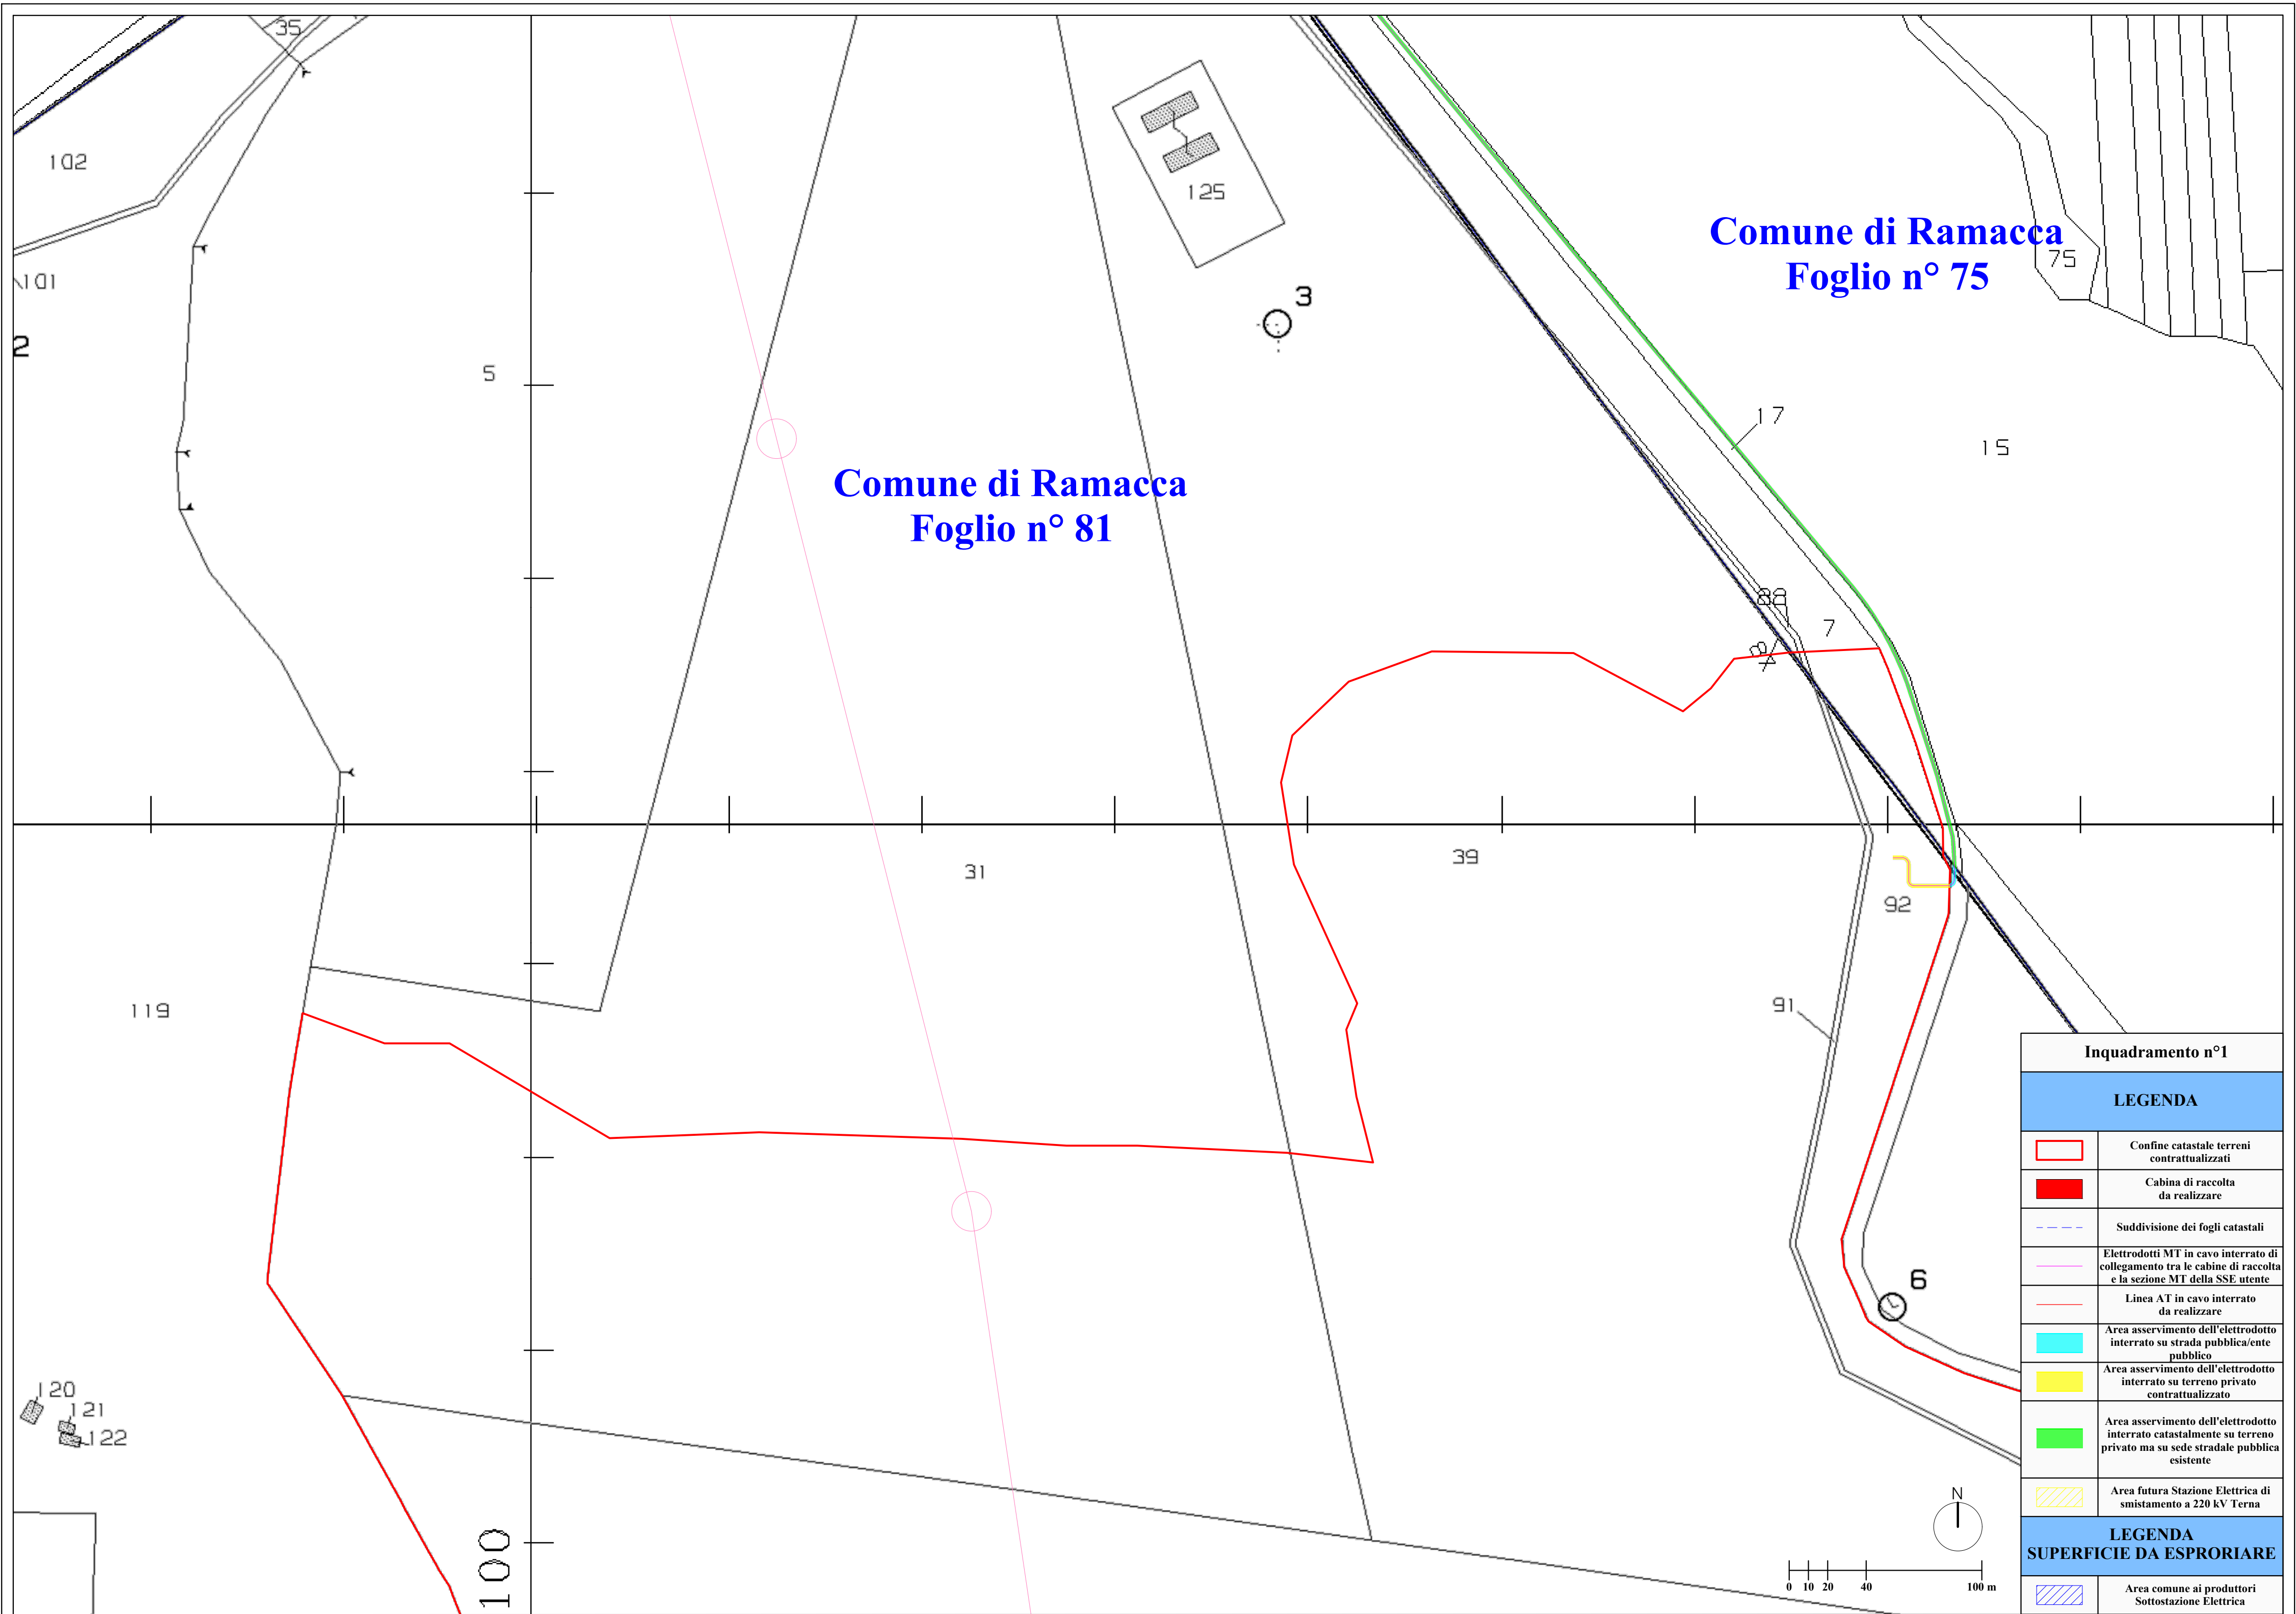 35
102
125
Comune di Ramacca
Foglio n° 75
75
101
3
2
5
17
15
Comune di Ramacca
Foglio n° 81
88
7
39
31
92
91
119
Inquadramento n°1
LEGENDA
Confine catastale terreni
contrattualizzati
Cabina di raccolta
da realizzare
Suddivisione dei fogli catastali
Elettrodotti MT in cavo interrato di
collegamento tra le cabine di raccolta
e la sezione MT della SSE utente
Linea AT in cavo interrato
da realizzare
Area asservimento dell'elettrodotto
interrato su strada pubblica/ente
pubblico
Area asservimento dell'elettrodotto
interrato su terreno privato
contrattualizzato
Area asservimento dell'elettrodotto
interrato catastalmente su terreno
privato ma su sede stradale pubblica
esistente
Area futura Stazione Elettrica di
smistamento a 220 kV Terna
LEGENDA
SUPERFICIE DA ESPRORIARE
Area comune ai produttori
Sottostazione Elettrica
6
120
121
122
100
N
0 10 20 40 100 m